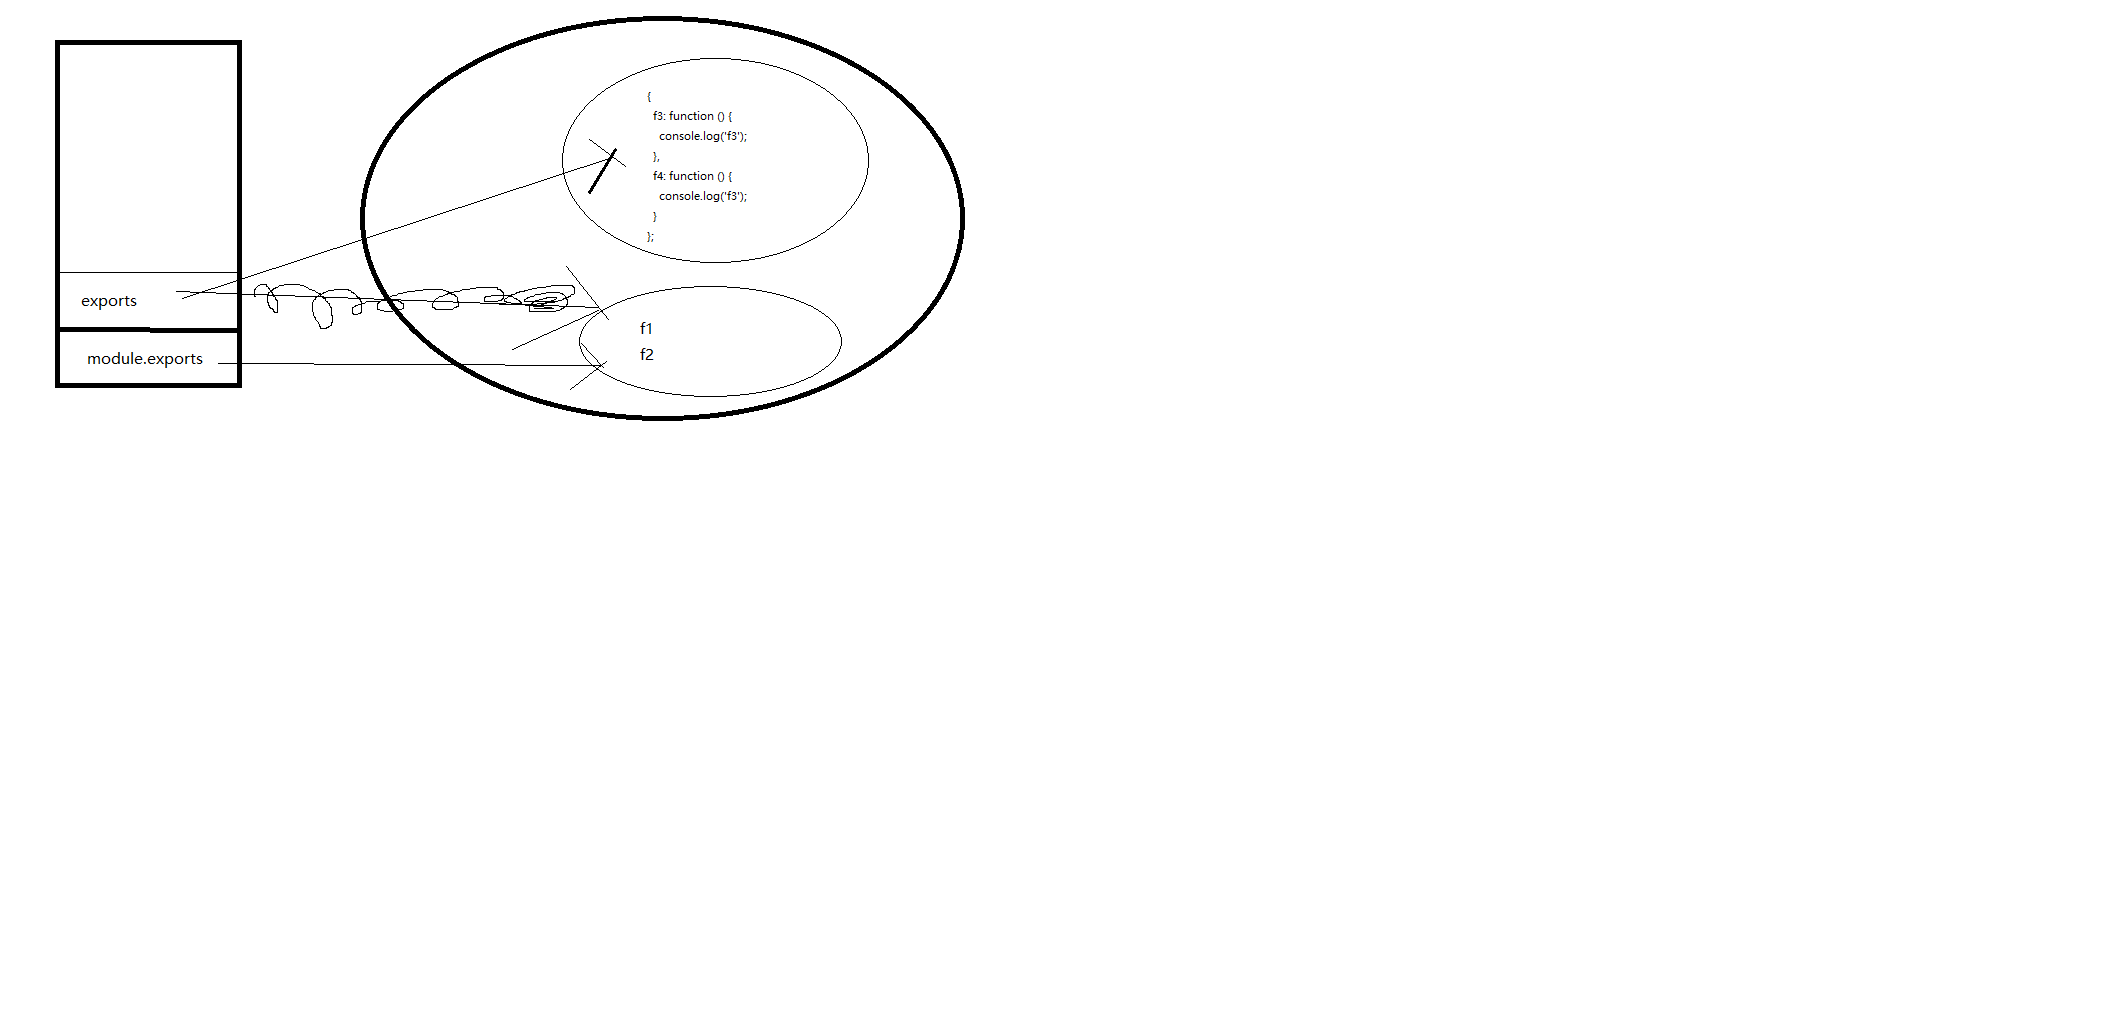 {
f3: function () {
console.log('f3');
},
f4: function () {
console.log('f3');
}
};
exports
module.exports
f1
f2